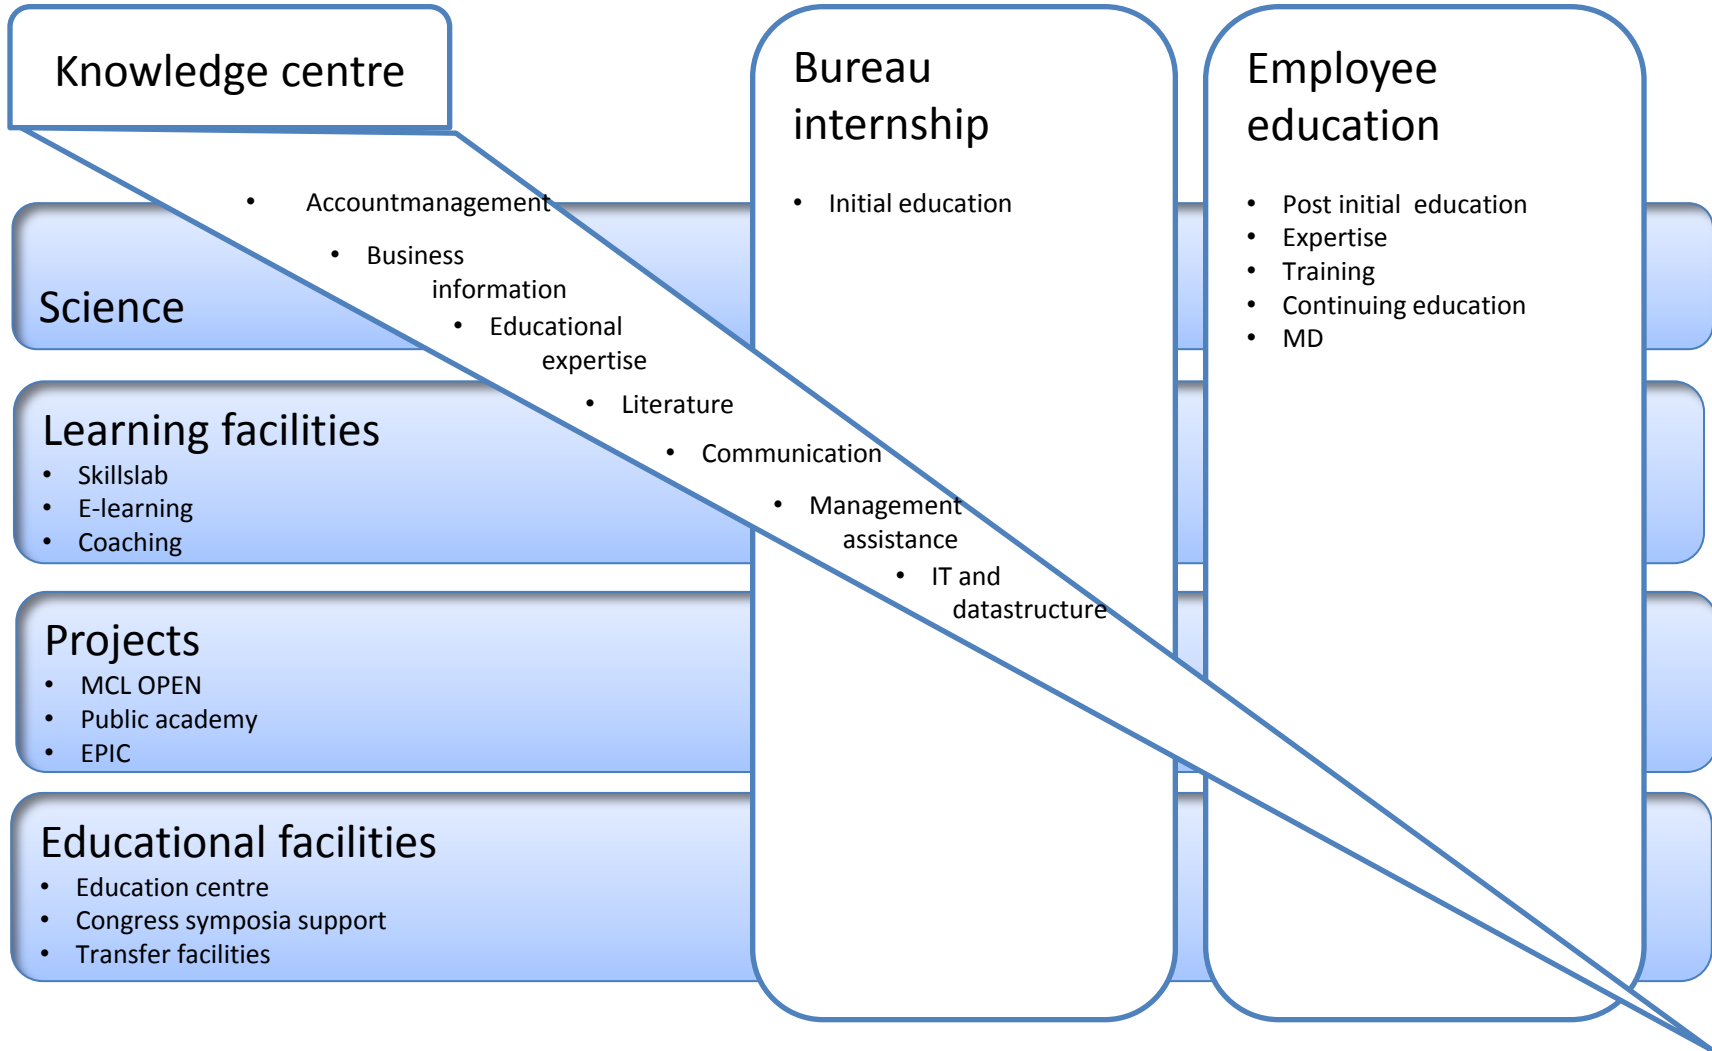 Knowledge centre
• Accountmanagement
• Business
information
• Educational
expertise
• Literature
• Communication
• Management
assistance
• IT and
datastructure
Bureau
internship
• Initial education
Employee
education
• Post initial education
• Expertise
• Training
• Continuing education
• MD
Science
Learning facilities
• Skillslab
• E-learning
• Coaching
Projects
• MCL OPEN
• Public academy
• EPIC
Educational facilities
• Education centre
• Congress symposia support
• Transfer facilities